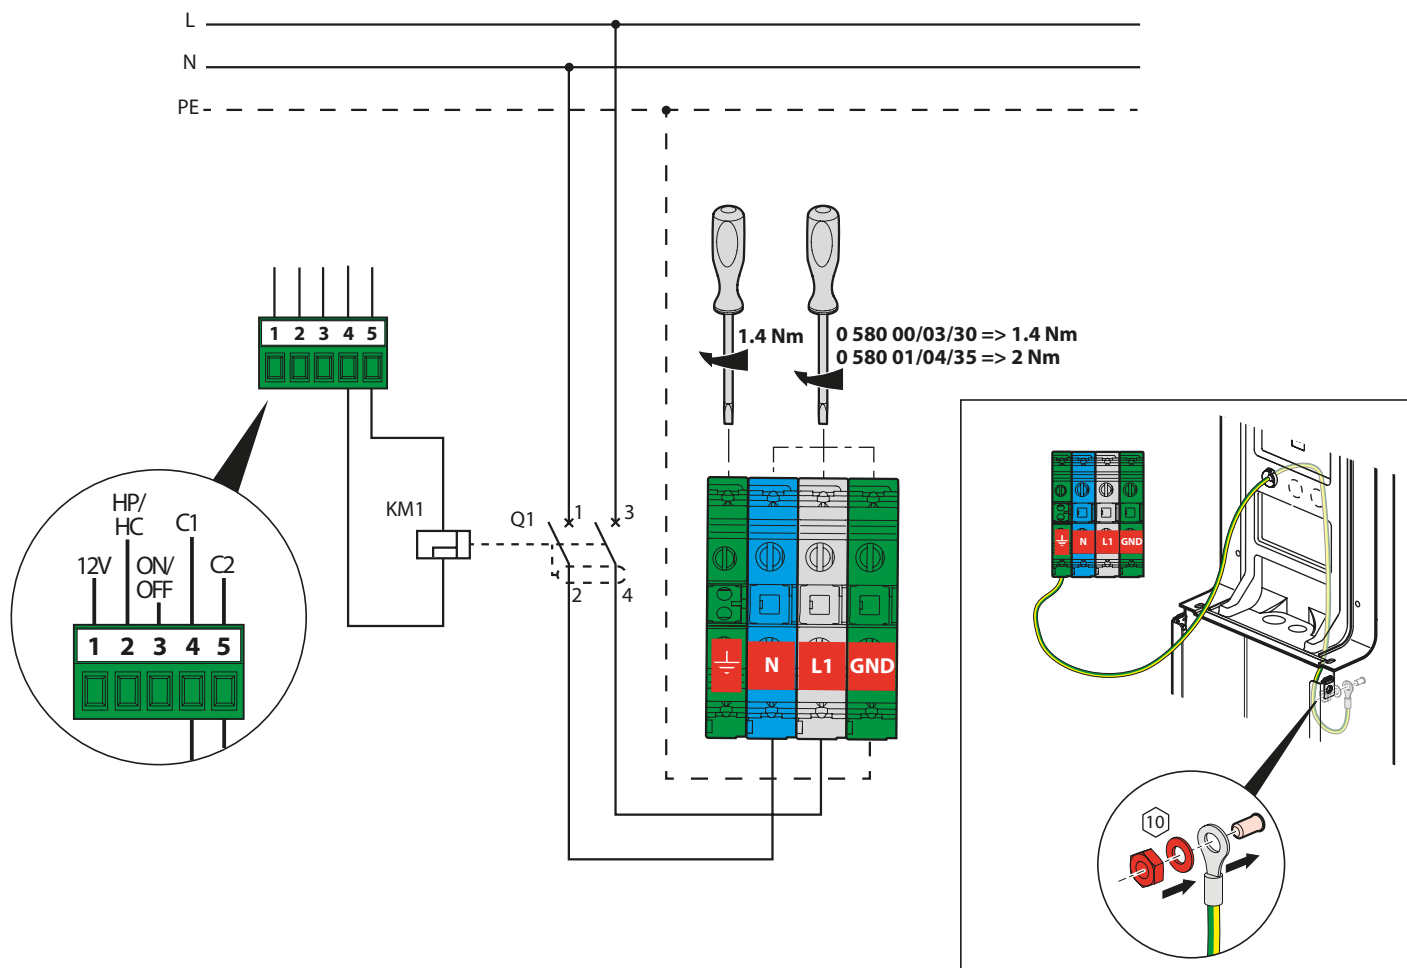 L
N
PE
1.4 Nm
0 580 00/03/30 => 1.4 Nm
0 580 01/04/35 => 2 Nm
1 2 3 4 5
KM1
Q1
1
3
2
4
HP/
HC
C1
12V
ON/
OFF
C2
1 2 3 4 5
N
L1
GND
N
L1
GND
10